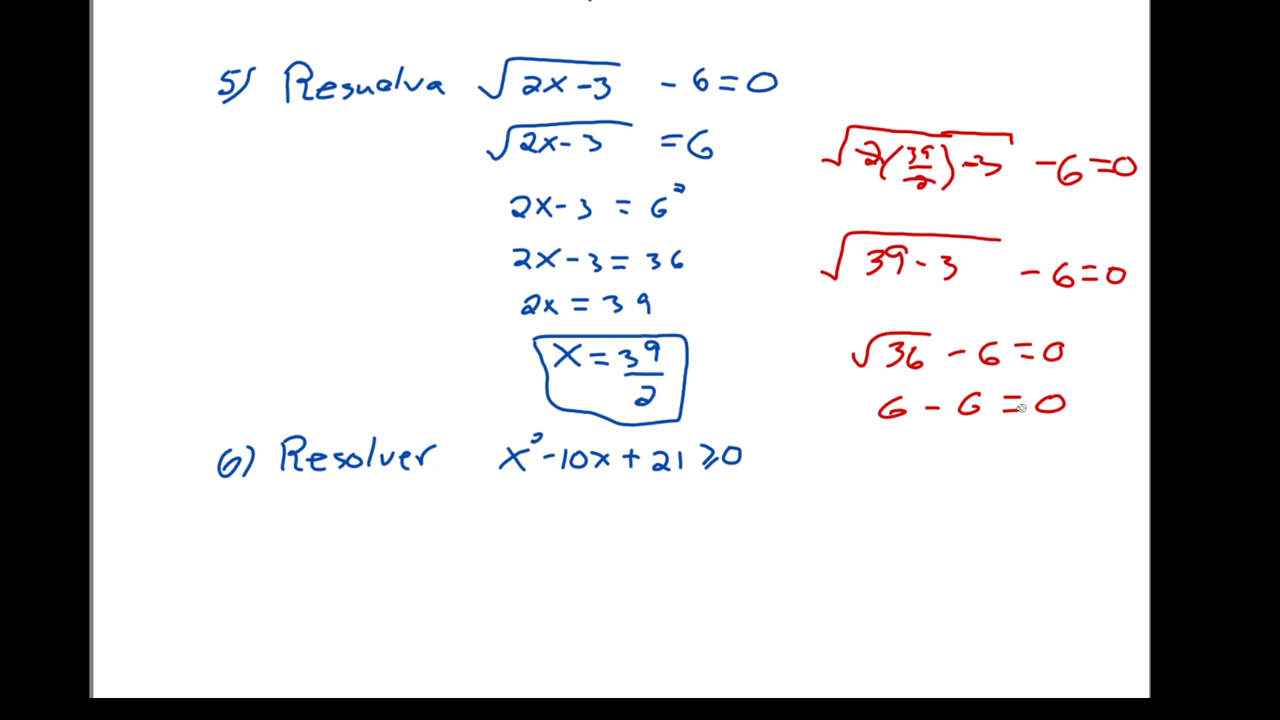 5) Resuelva √(2x-3) - 6 = 0
√(2x-3) = 6
2x-3 = 6²
2x-3 = 36
2x = 39
x = 39/2
√(2(39/2)-3) - 6 = 0
√(39-3) - 6 = 0
√36 - 6 = 0
6 - 6 = 0
6) Resolver x² - 10x + 21 ≥ 0